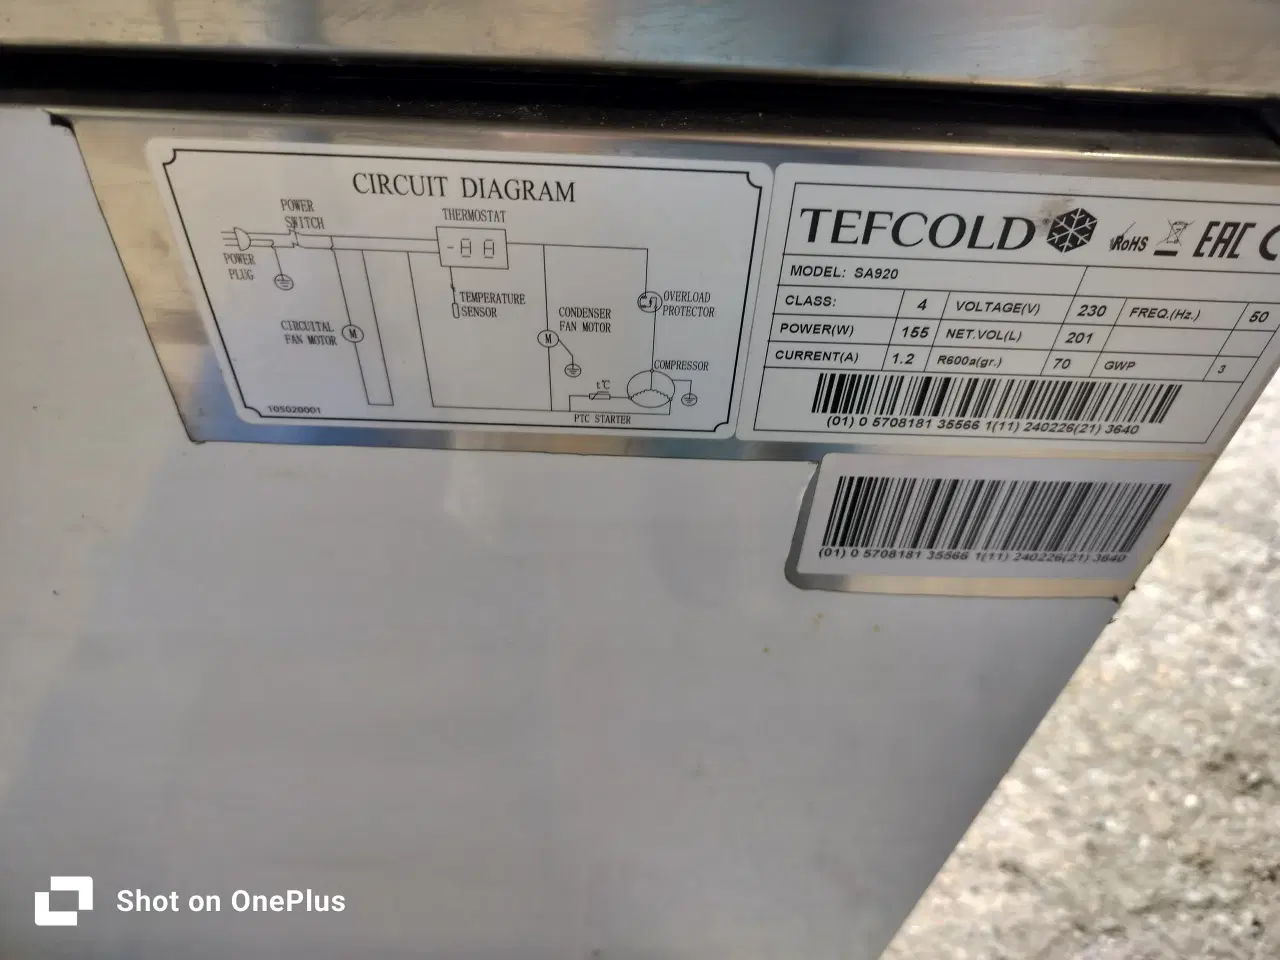 CIRCUIT DIAGRAM
POWER
SWITCH
THERMOSTAT
-88
POWER
PLUG
TEMPERATURE
SENSOR
CIRCUITAL
FAN MOTOR
M
CONDENSER
FAN MOTOR
M
OVERLOAD
PROTECTOR
COMPRESSOR
t℃
PTC STARTER
105020001
TEFCOLD
RoHS
EAC
MODEL: SA920
CLASS: 4 VOLTAGE(V) 230 FREQ.(Hz.) 50
POWER(W) 155 NET.VOL(L) 201
CURRENT(A) 1.2 R600a(gr.) 70 GWP 3
(01) 0 5708181 35566 1(11) 240226(21) 3640
(01) 0 5708181 35566 1(11) 240226(21) 3640
Shot on OnePlus